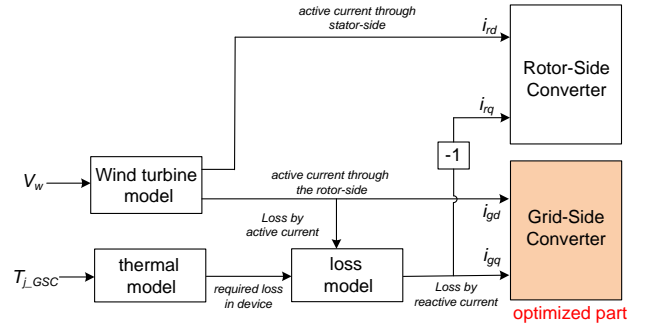 active current through
stator-side
i_rd
Rotor-Side
Converter
i_rq
-1
V_w
Wind turbine
model
active current through
the rotor-side
i_gd
Grid-Side
Converter
Loss by
active current
T_j_GSC
thermal
model
required loss
in device
loss
model
Loss by
reactive current
i_gq
optimized part